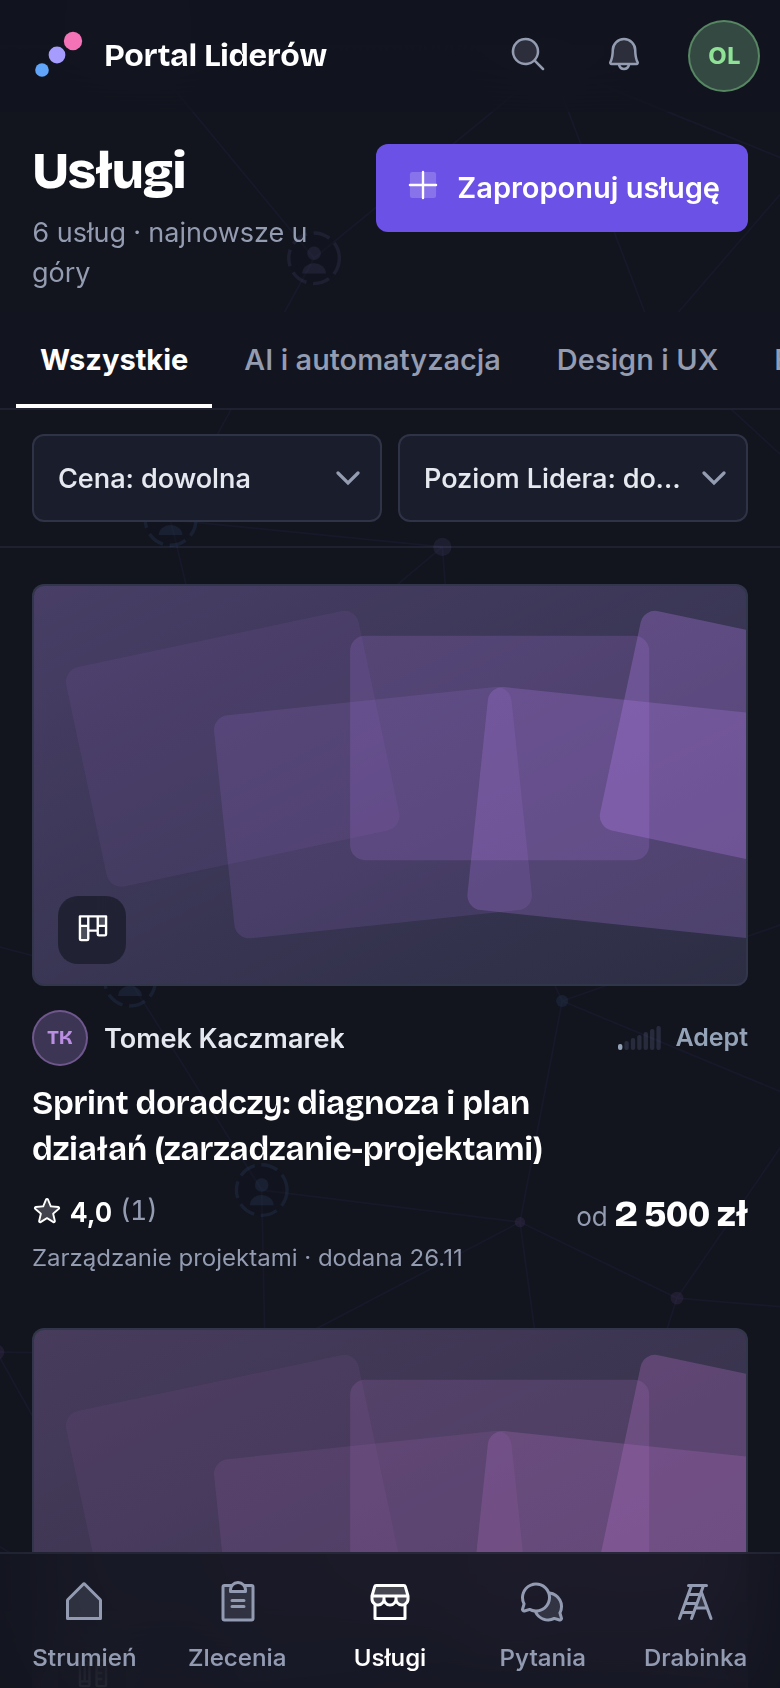 Portal Liderów
OL
Usługi
Zaproponuj usługę
6 usług · najnowsze u
góry
Wszystkie
AI i automatyzacja
Design i UX
Cena: dowolna
Poziom Lidera: do...
TK
Tomek Kaczmarek
Adept
Sprint doradczy: diagnoza i plan
działań (zarzadzanie-projektami)
4,0 (1)
od 2 500 zł
Zarządzanie projektami · dodana 26.11
Strumień
Zlecenia
Usługi
Pytania
Drabinka